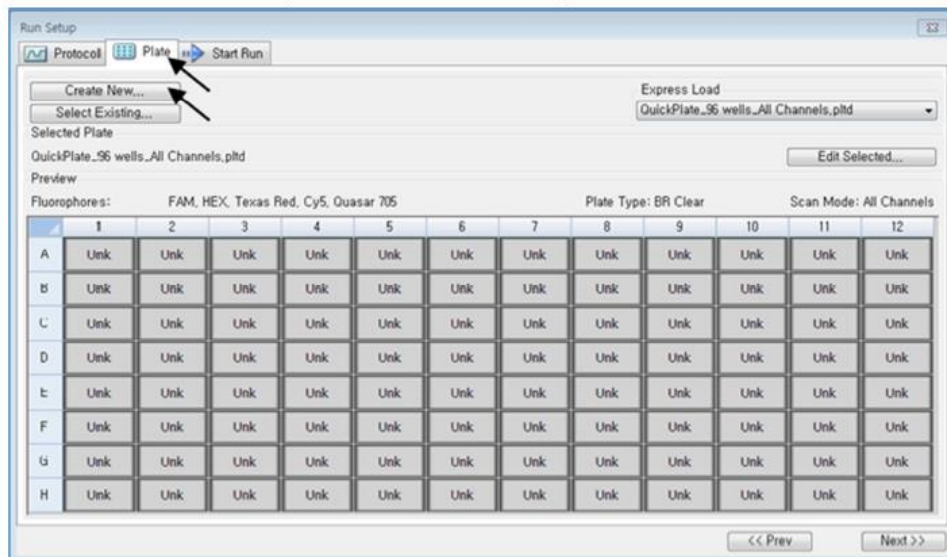 Run Setup
Protocol Plate Start Run
Create New... Express Load
Select Existing... QuickPlate_96 wells_All Channels.pltd
Selected Plate
QuickPlate_96 wells_All Channels.pltd Edit Selected...
Preview
Fluorophores: FAM, HEX, Texas Red, Cy5, Quasar 705 Plate Type: BR Clear Scan Mode: All Channels
1 2 3 4 5 6 7 8 9 10 11 12
A Unk Unk Unk Unk Unk Unk Unk Unk Unk Unk Unk Unk
B Unk Unk Unk Unk Unk Unk Unk Unk Unk Unk Unk Unk
C Unk Unk Unk Unk Unk Unk Unk Unk Unk Unk Unk Unk
D Unk Unk Unk Unk Unk Unk Unk Unk Unk Unk Unk Unk
E Unk Unk Unk Unk Unk Unk Unk Unk Unk Unk Unk Unk
F Unk Unk Unk Unk Unk Unk Unk Unk Unk Unk Unk Unk
G Unk Unk Unk Unk Unk Unk Unk Unk Unk Unk Unk Unk
H Unk Unk Unk Unk Unk Unk Unk Unk Unk Unk Unk Unk
<< Prev Next >>